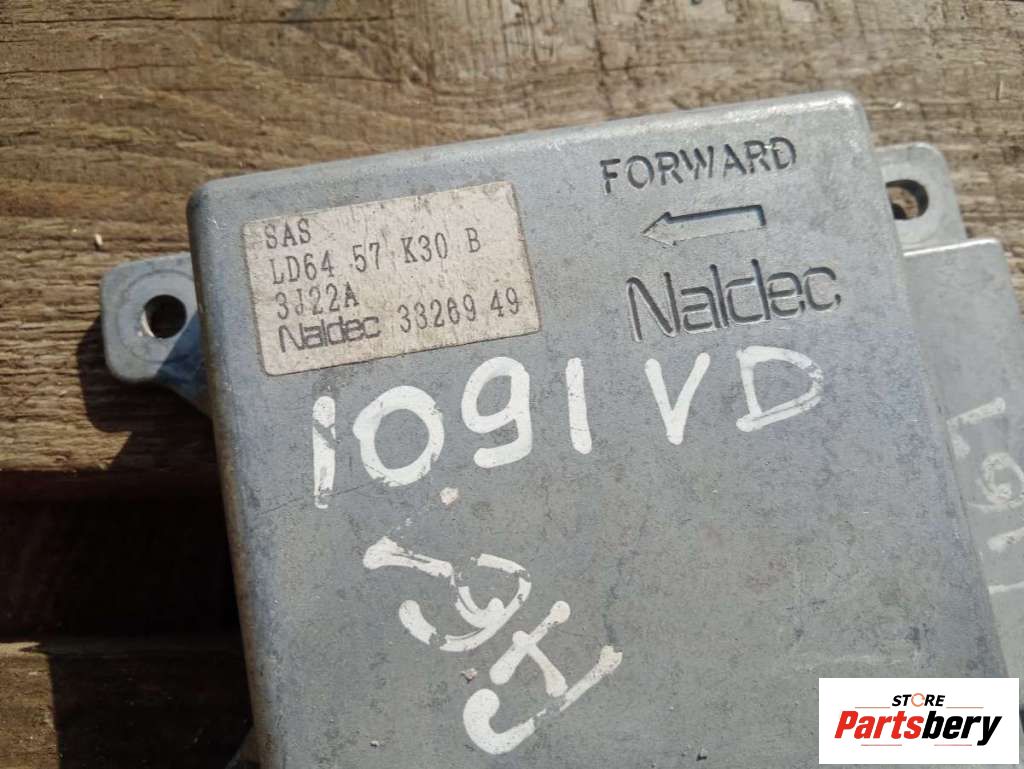 FORWARD
SAS
LD64 57 K30 B
3J22A
Naldec 33269 49
Naldec
1091 VD
STORE
Partsbery